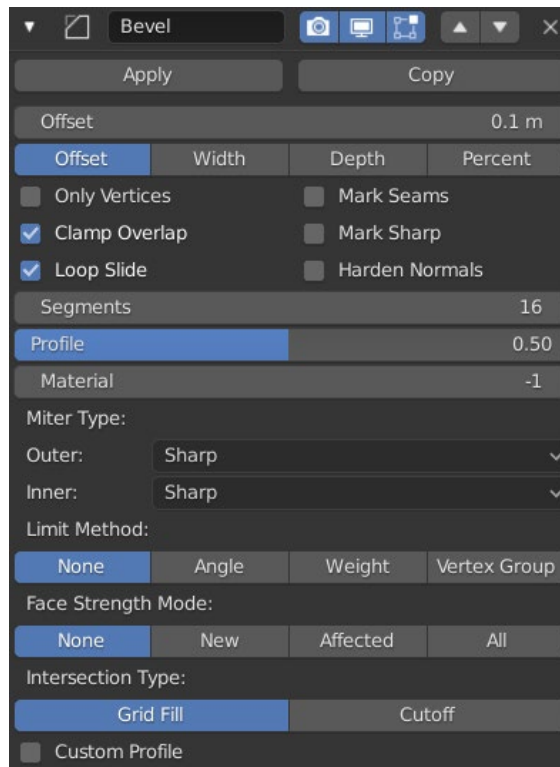 Bevel
Apply Copy
Offset 0.1 m
Offset Width Depth Percent
Only Vertices Mark Seams
Clamp Overlap Mark Sharp
Loop Slide Harden Normals
Segments 16
Profile 0.50
Material -1
Miter Type:
Outer: Sharp
Inner: Sharp
Limit Method:
None Angle Weight Vertex Group
Face Strength Mode:
None New Affected All
Intersection Type:
Grid Fill Cutoff
Custom Profile